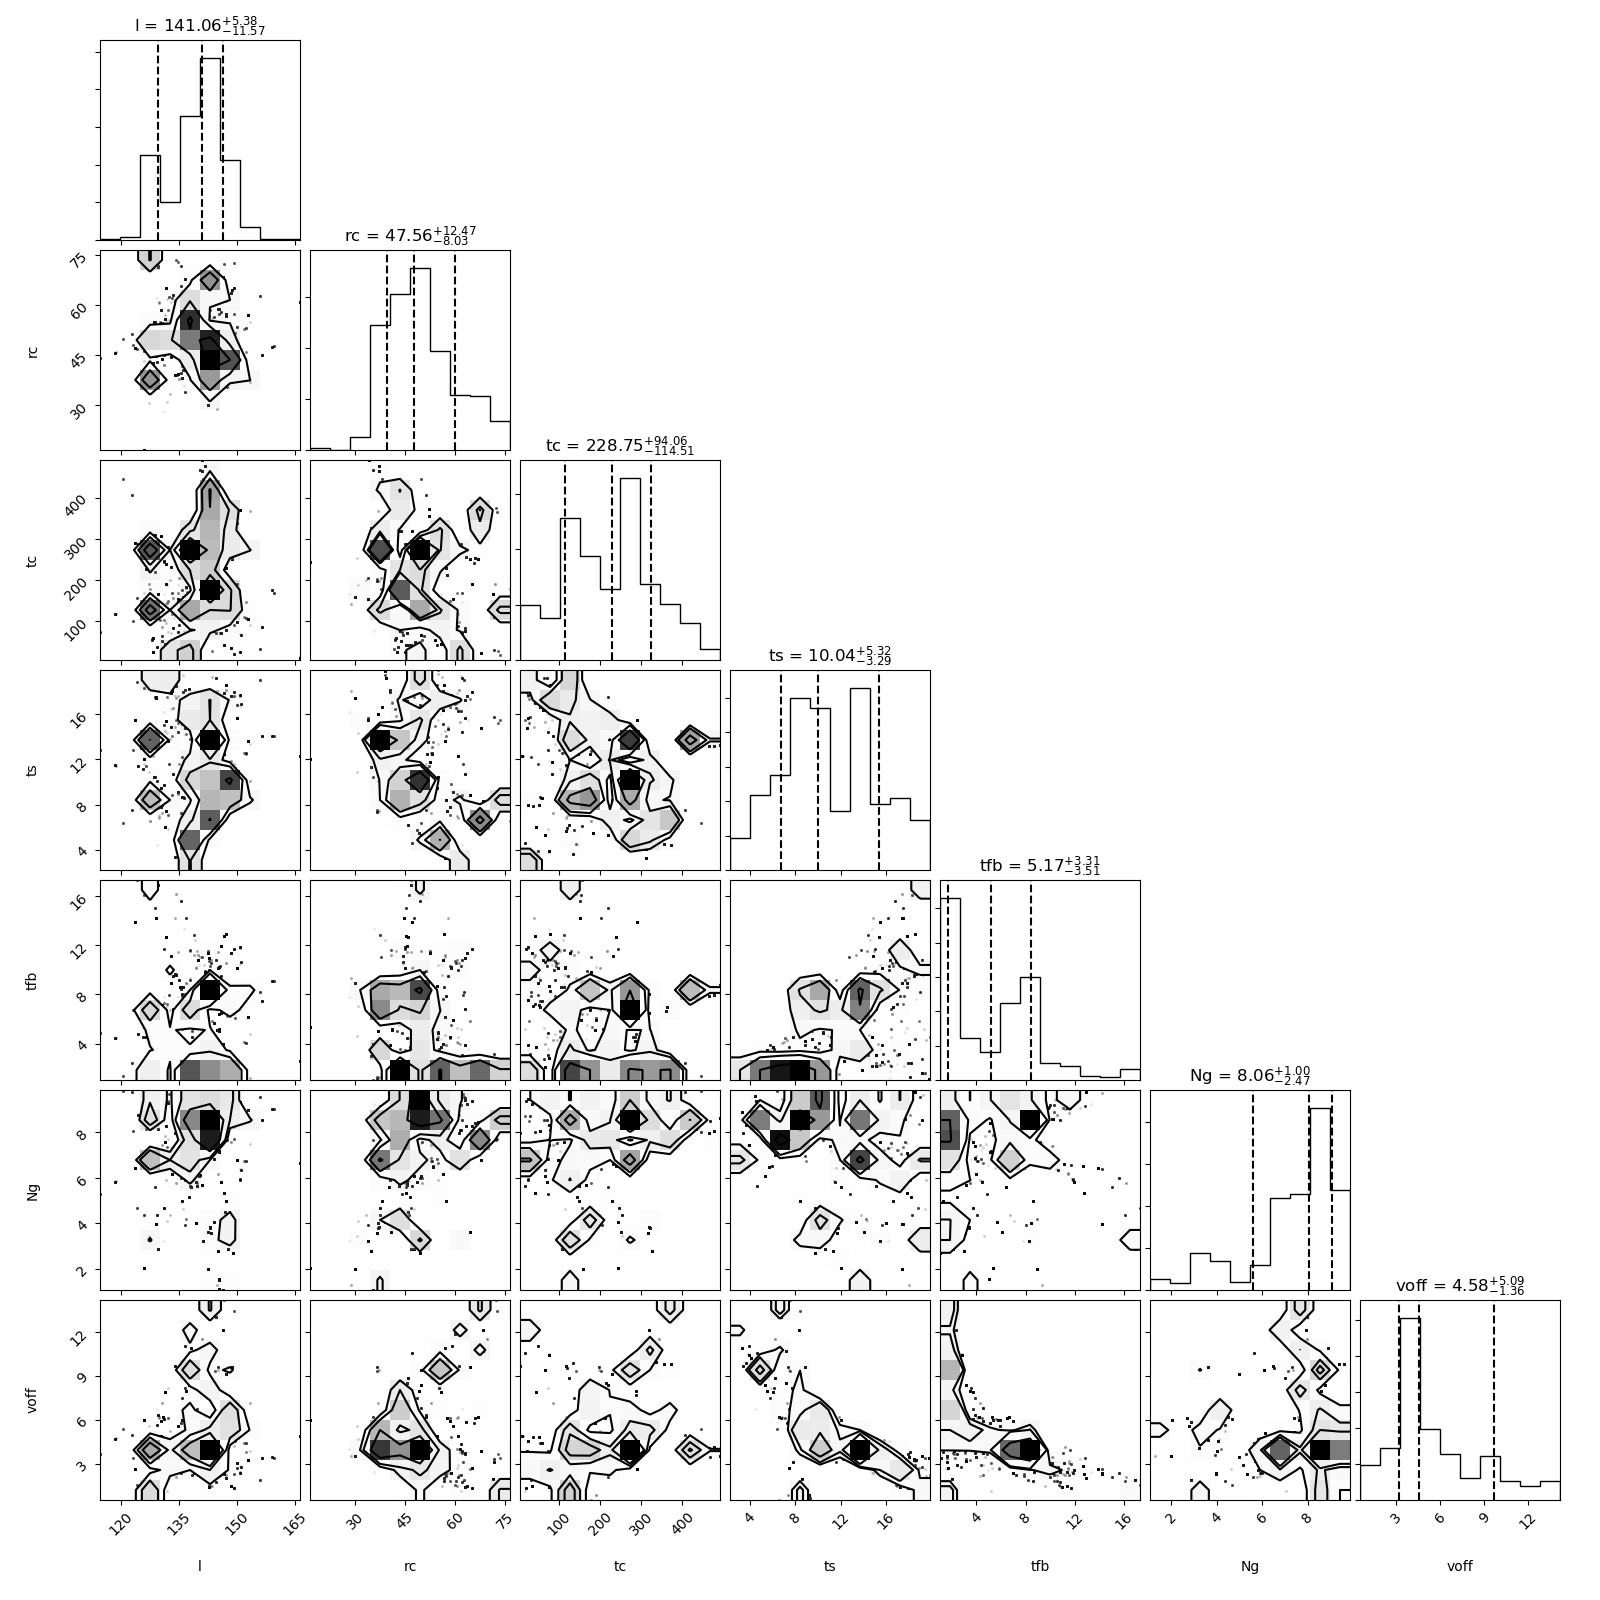 l = 141.06 +5.38 −11.57
rc = 47.56 +12.47 −8.03
75
60
45
30
rc
tc = 228.75 +94.06 −114.51
400
300
200
100
tc
ts = 10.04 +5.32 −3.29
16
12
8
4
ts
tfb = 5.17 +3.31 −3.51
16
12
8
4
tfb
Ng = 8.06 +1.00 −2.47
8
6
4
2
Ng
voff = 4.58 +5.09 −1.36
12
9
6
3
voff
120 135 150 165 30 45 60 75 100 200 300 400 4 8 12 16 4 8 12 16 2 4 6 8 3 6 9 12
l rc tc ts tfb Ng voff